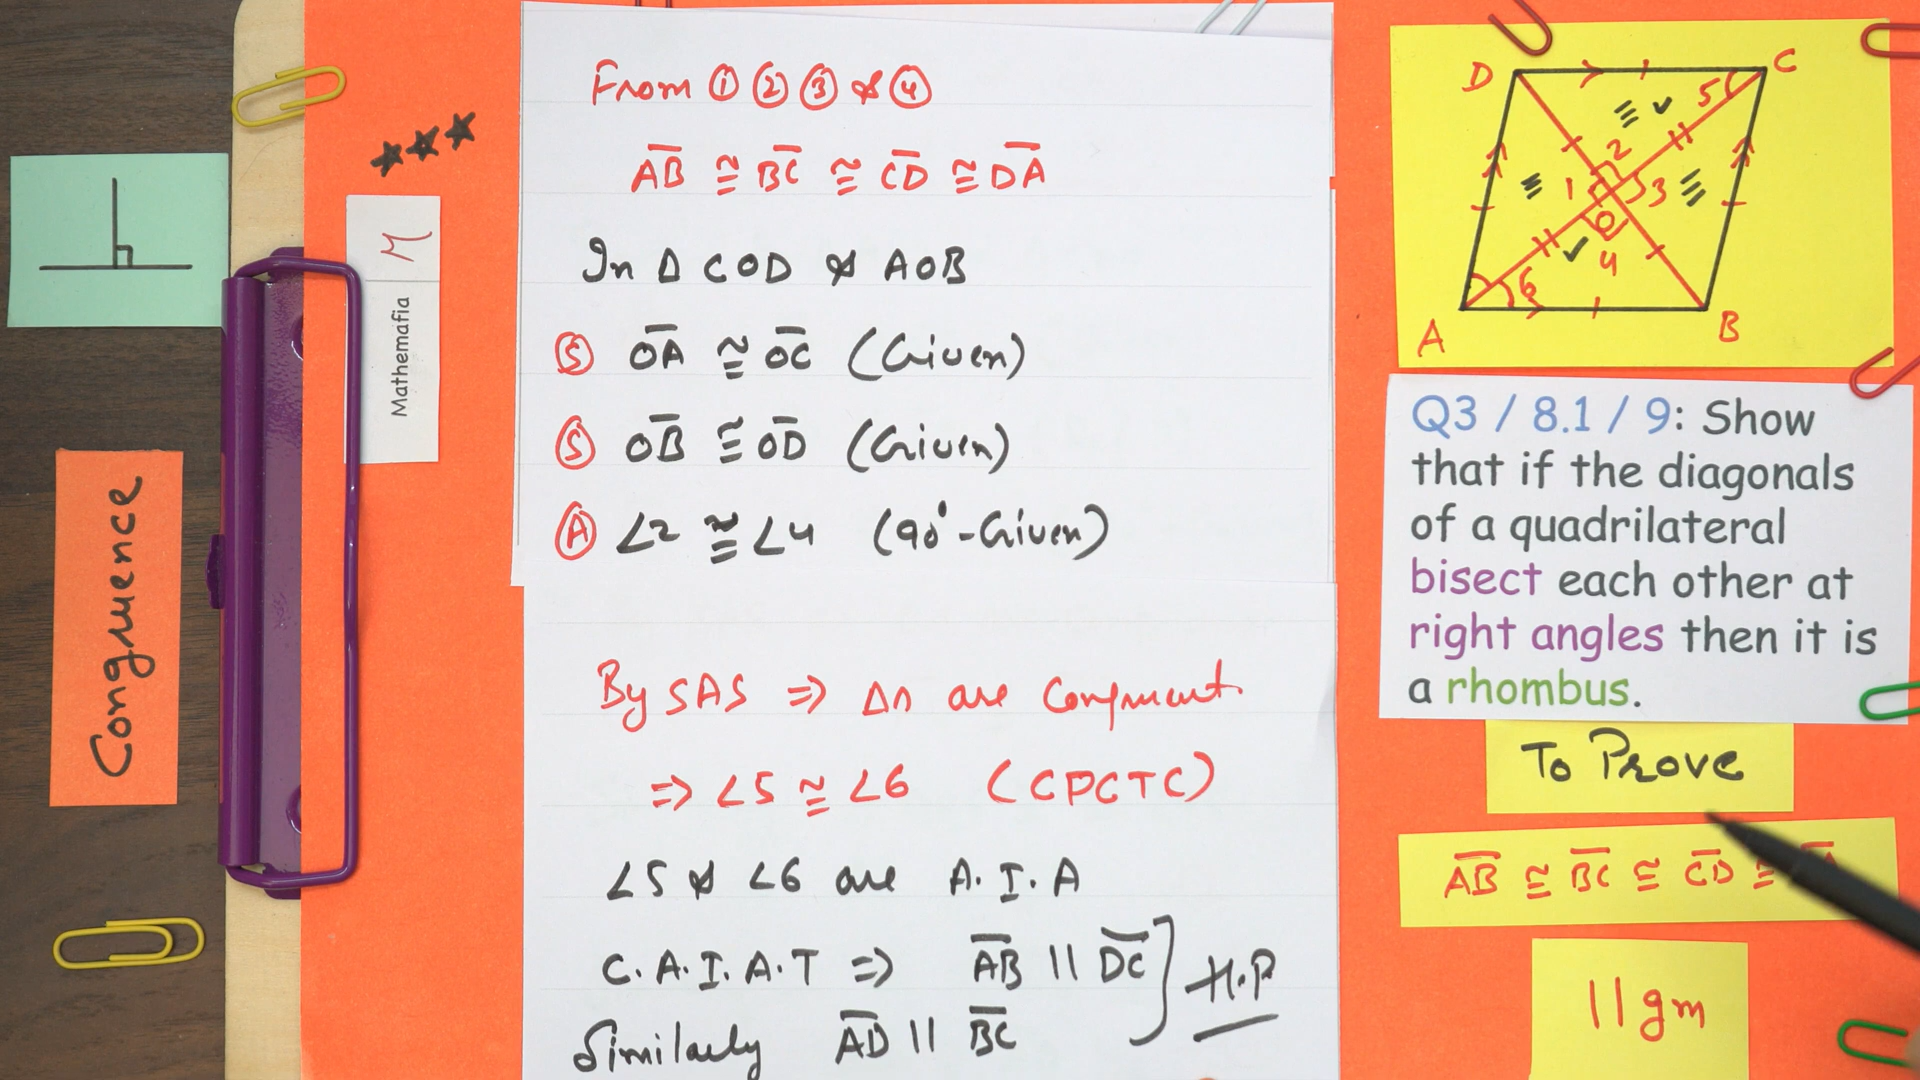 From ① ② ③ & ④
AB ≅ BC ≅ CD ≅ DA
In Δ COD & AOB
Ⓢ OA ≅ OC (Given)
Ⓢ OB ≅ OD (Given)
Ⓐ ∠2 ≅ ∠4 (90°-Given)
By SAS => Δs are Congruent.
=> ∠5 ≅ ∠6 (CPCTC)
∠5 & ∠6 are A.I.A
C.A.I.A.T => AB || DC
Similarly AD || BC
H.P
Congruence
M
Mathemafia
D C
5
2
1 3
O
4
6
A B
Q3 / 8.1 / 9: Show
that if the diagonals
of a quadrilateral
bisect each other at
right angles then it is
a rhombus.
To Prove
AB ≅ BC ≅ CD ≅
||gm